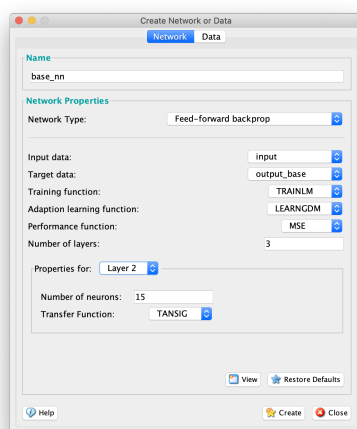 Create Network or Data
Network Data
Name
base_nn
Network Properties
Network Type: Feed-forward backprop
Input data: input
Target data: output_base
Training function: TRAINLM
Adaption learning function: LEARNGDM
Performance function: MSE
Number of layers: 3
Properties for: Layer 2
Number of neurons: 15
Transfer Function: TANSIG
View Restore Defaults
Help Create Close